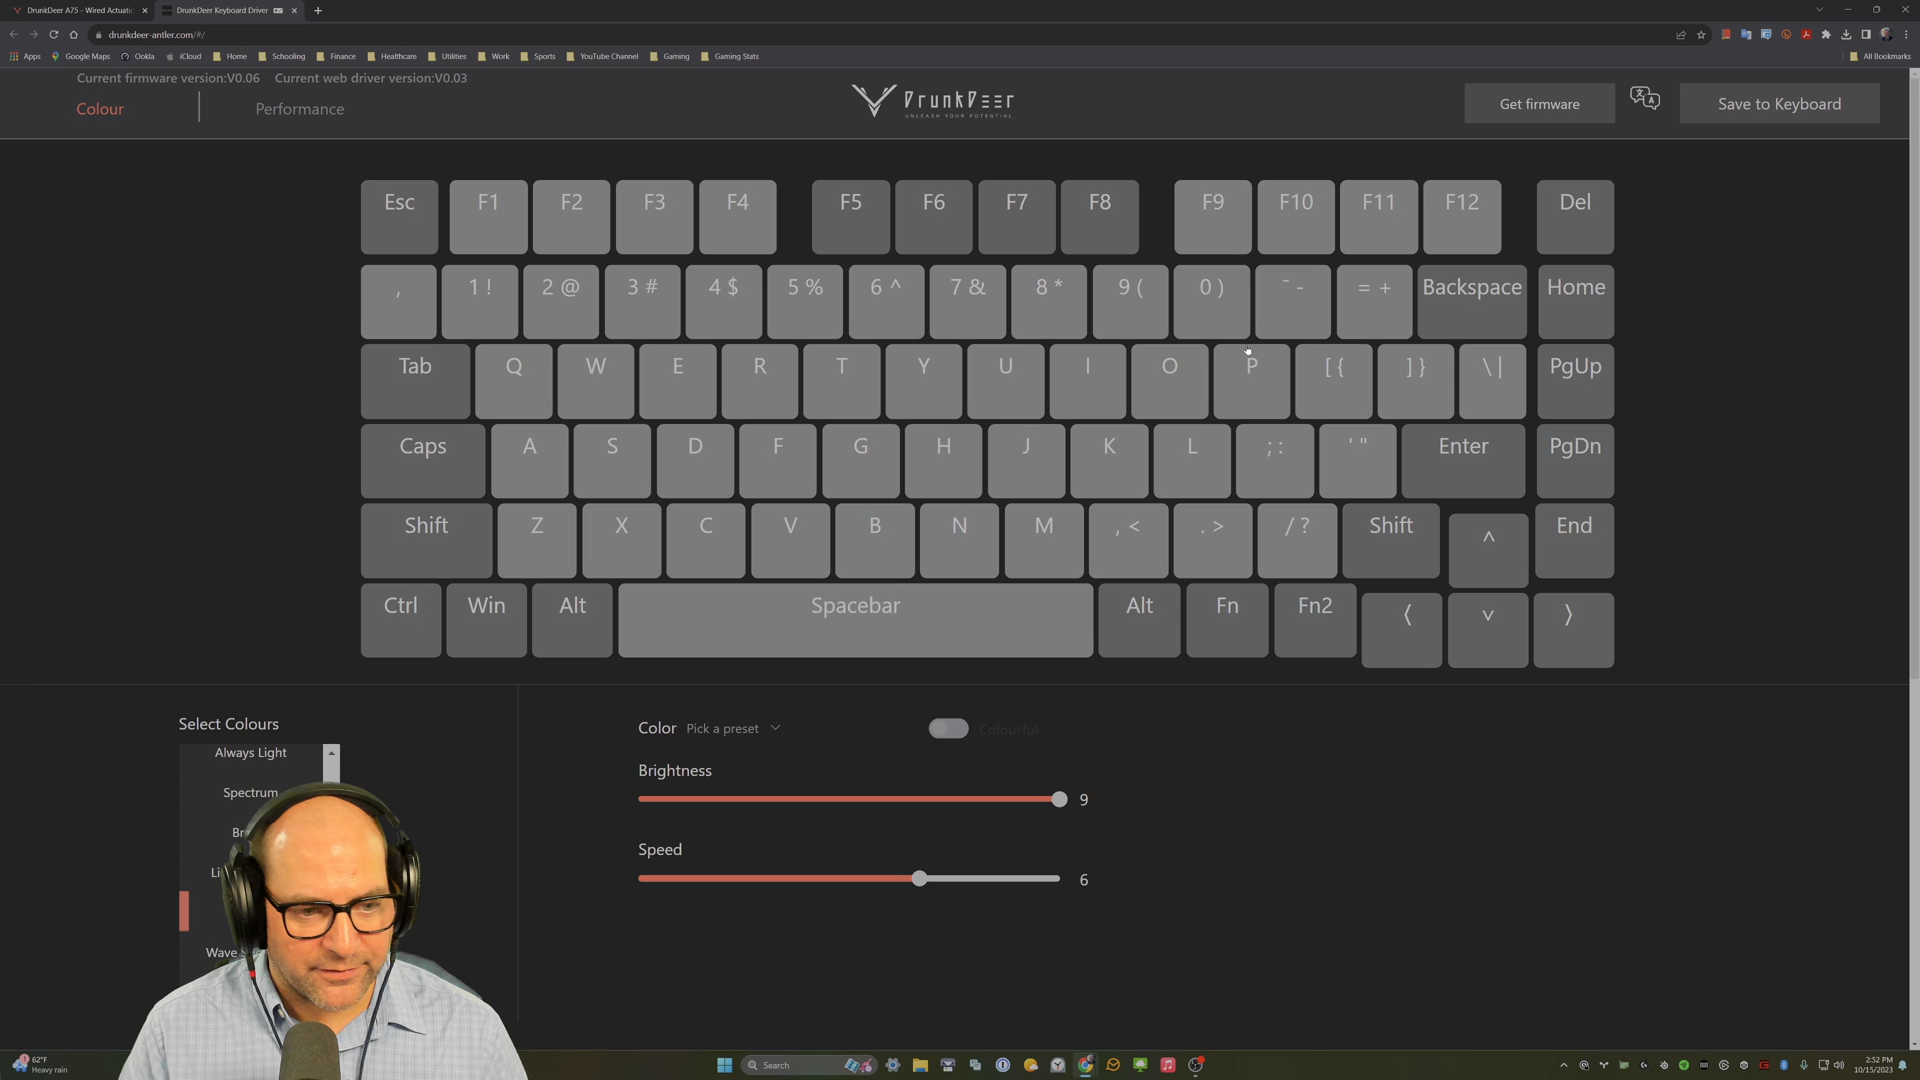 DrunkDeer A75 - Wired Actuati
DrunkDeer Keyboard Driver
drunkdeer-antler.com/#/
Apps
Google Maps
Ookla
iCloud
Home
Schooling
Finance
Healthcare
Utilities
Work
Sports
YouTube Channel
Gaming
Gaming Stats
All Bookmarks
Current firmware version:V0.06
Current web driver version:V0.03
Colour
Performance
DrunkDeer
UNLEASH YOUR POTENTIAL
Get firmware
Save to Keyboard
Esc F1 F2 F3 F4 F5 F6 F7 F8 F9 F10 F11 F12 Del
, 1 ! 2 @ 3 # 4 $ 5 % 6 ^ 7 & 8 * 9 ( 0 ) - - = + Backspace Home
Tab Q W E R T Y U I O P [ { ] } \ | PgUp
Caps A S D F G H J K L ; : ' " Enter PgDn
Shift Z X C V B N M , < . > / ? Shift ^ End
Ctrl Win Alt Spacebar Alt Fn Fn2 < v >
Select Colours
Always Light
Spectrum
Color
Pick a preset
Colourful
Brightness
9
Speed
6
Wave
1
62°F
Heavy rain
Search
2:52 PM
10/15/2023